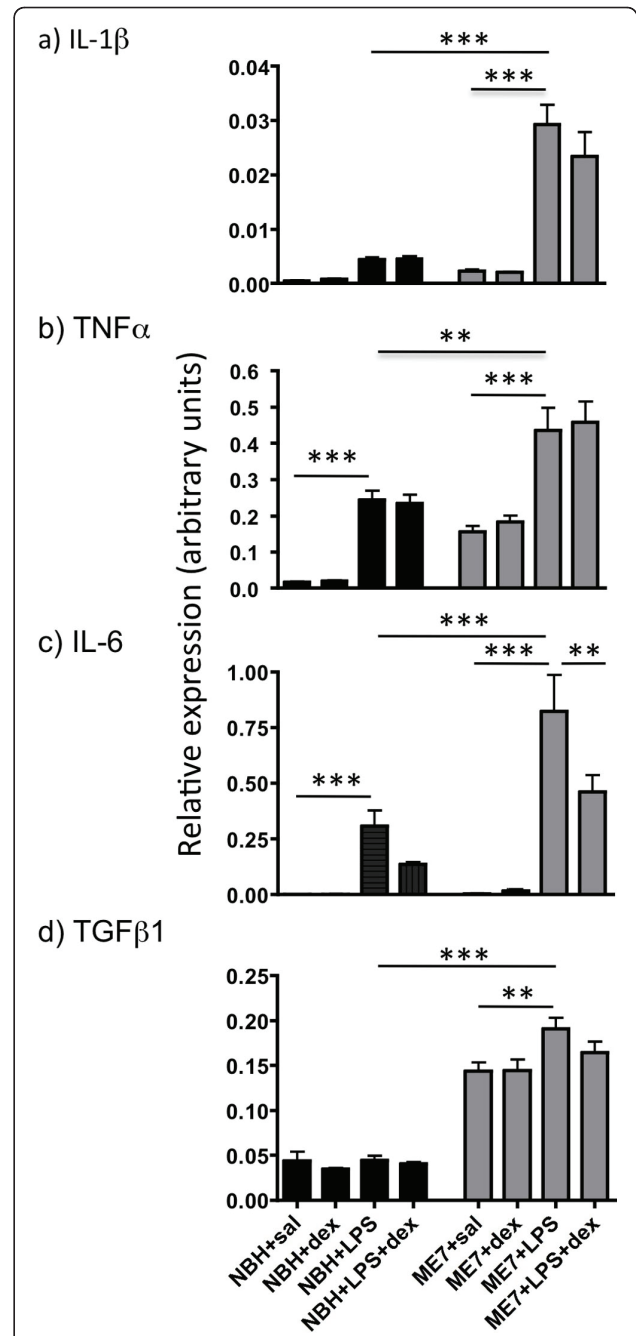 a) IL-1β
***
***
0.04
0.03
0.02
0.01
0.00
b) TNFα
**
***
***
0.6
0.5
0.4
0.3
0.2
0.1
0.0
Relative expression (arbitrary units)
c) IL-6
***
***
**
***
1.00
0.75
0.50
0.25
0.00
d) TGFβ1
***
**
0.25
0.20
0.15
0.10
0.05
0.00
NBH+sal
NBH+dex
NBH+LPS
NBH+LPS+dex
ME7+sal
ME7+dex
ME7+LPS
ME7+LPS+dex